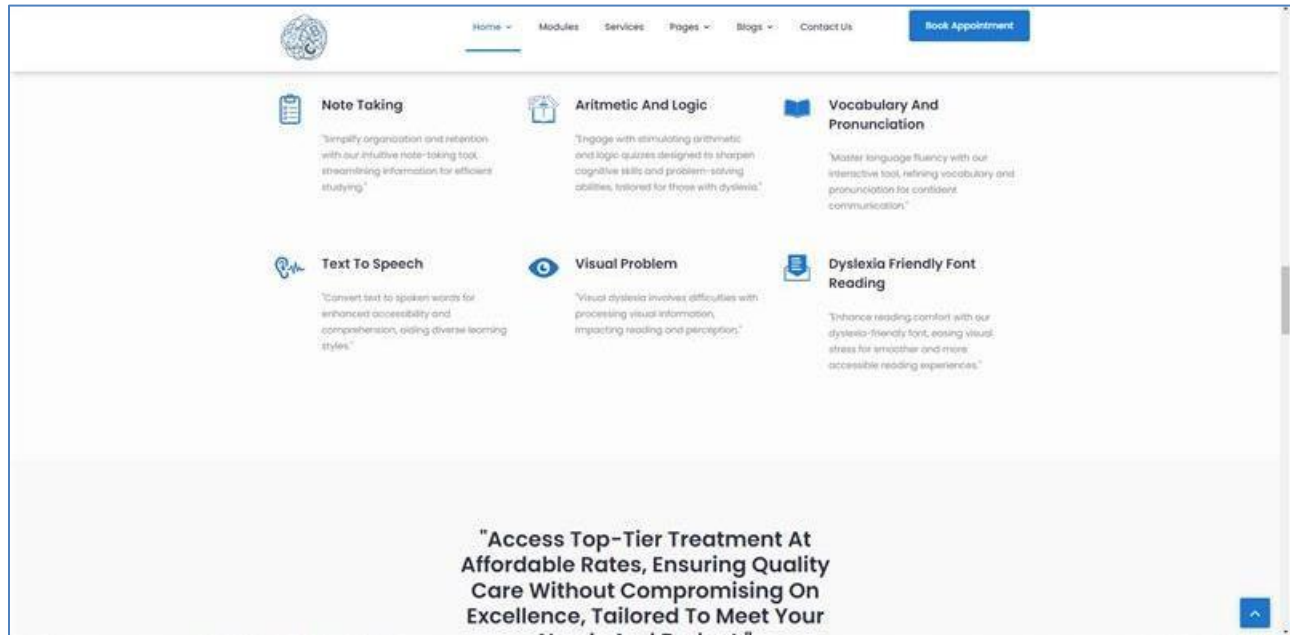 Home Modules Services Pages Blogs Contact Us Book Appointment
Note Taking
"Simplify organization and retention
with our intuitive note-taking tool,
streamlining information for efficient
studying."
Aritmetic And Logic
"Engage with stimulating arithmetic
and logic quizzes designed to sharpen
cognitive skills and problem-solving
abilities, tailored for those with dyslexia."
Vocabulary And
Pronunciation
"Master language fluency with our
interactive tool, refining vocabulary and
pronunciation for confident
communication."
Text To Speech
"Convert text to spoken words for
enhanced accessibility and
comprehension, aiding diverse learning
styles."
Visual Problem
"Visual dyslexia involves difficulties with
processing visual information,
impacting reading and perception."
Dyslexia Friendly Font
Reading
"Enhance reading comfort with our
dyslexia-friendly font, easing visual
stress for smoother and more
accessible reading experiences."
"Access Top-Tier Treatment At
Affordable Rates, Ensuring Quality
Care Without Compromising On
Excellence, Tailored To Meet Your